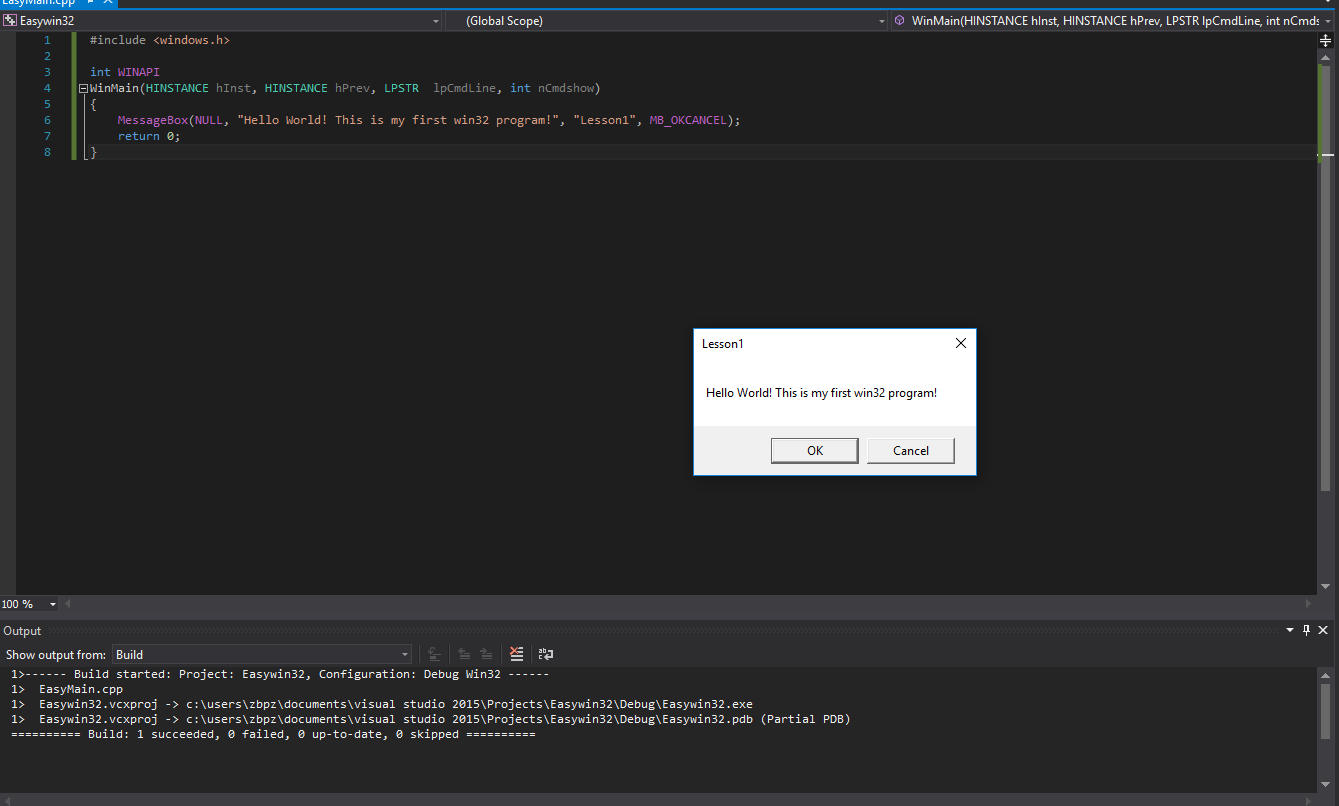 EasyMain.cpp
Easywin32 (Global Scope) WinMain(HINSTANCE hInst, HINSTANCE hPrev, LPSTR lpCmdLine, int nCmds
1 #include <windows.h>
2
3 int WINAPI
4 WinMain(HINSTANCE hInst, HINSTANCE hPrev, LPSTR  lpCmdLine, int nCmdshow)
5 {
6     MessageBox(NULL, "Hello World! This is my first win32 program!", "Lesson1", MB_OKCANCEL);
7     return 0;
8 }
Lesson1
Hello World! This is my first win32 program!
OK Cancel
100 %
Output
Show output from: Build
1>------ Build started: Project: Easywin32, Configuration: Debug Win32 ------
1>  EasyMain.cpp
1>  Easywin32.vcxproj -> c:\users\zbpz\documents\visual studio 2015\Projects\Easywin32\Debug\Easywin32.exe
1>  Easywin32.vcxproj -> c:\users\zbpz\documents\visual studio 2015\Projects\Easywin32\Debug\Easywin32.pdb (Partial PDB)
========== Build: 1 succeeded, 0 failed, 0 up-to-date, 0 skipped ==========